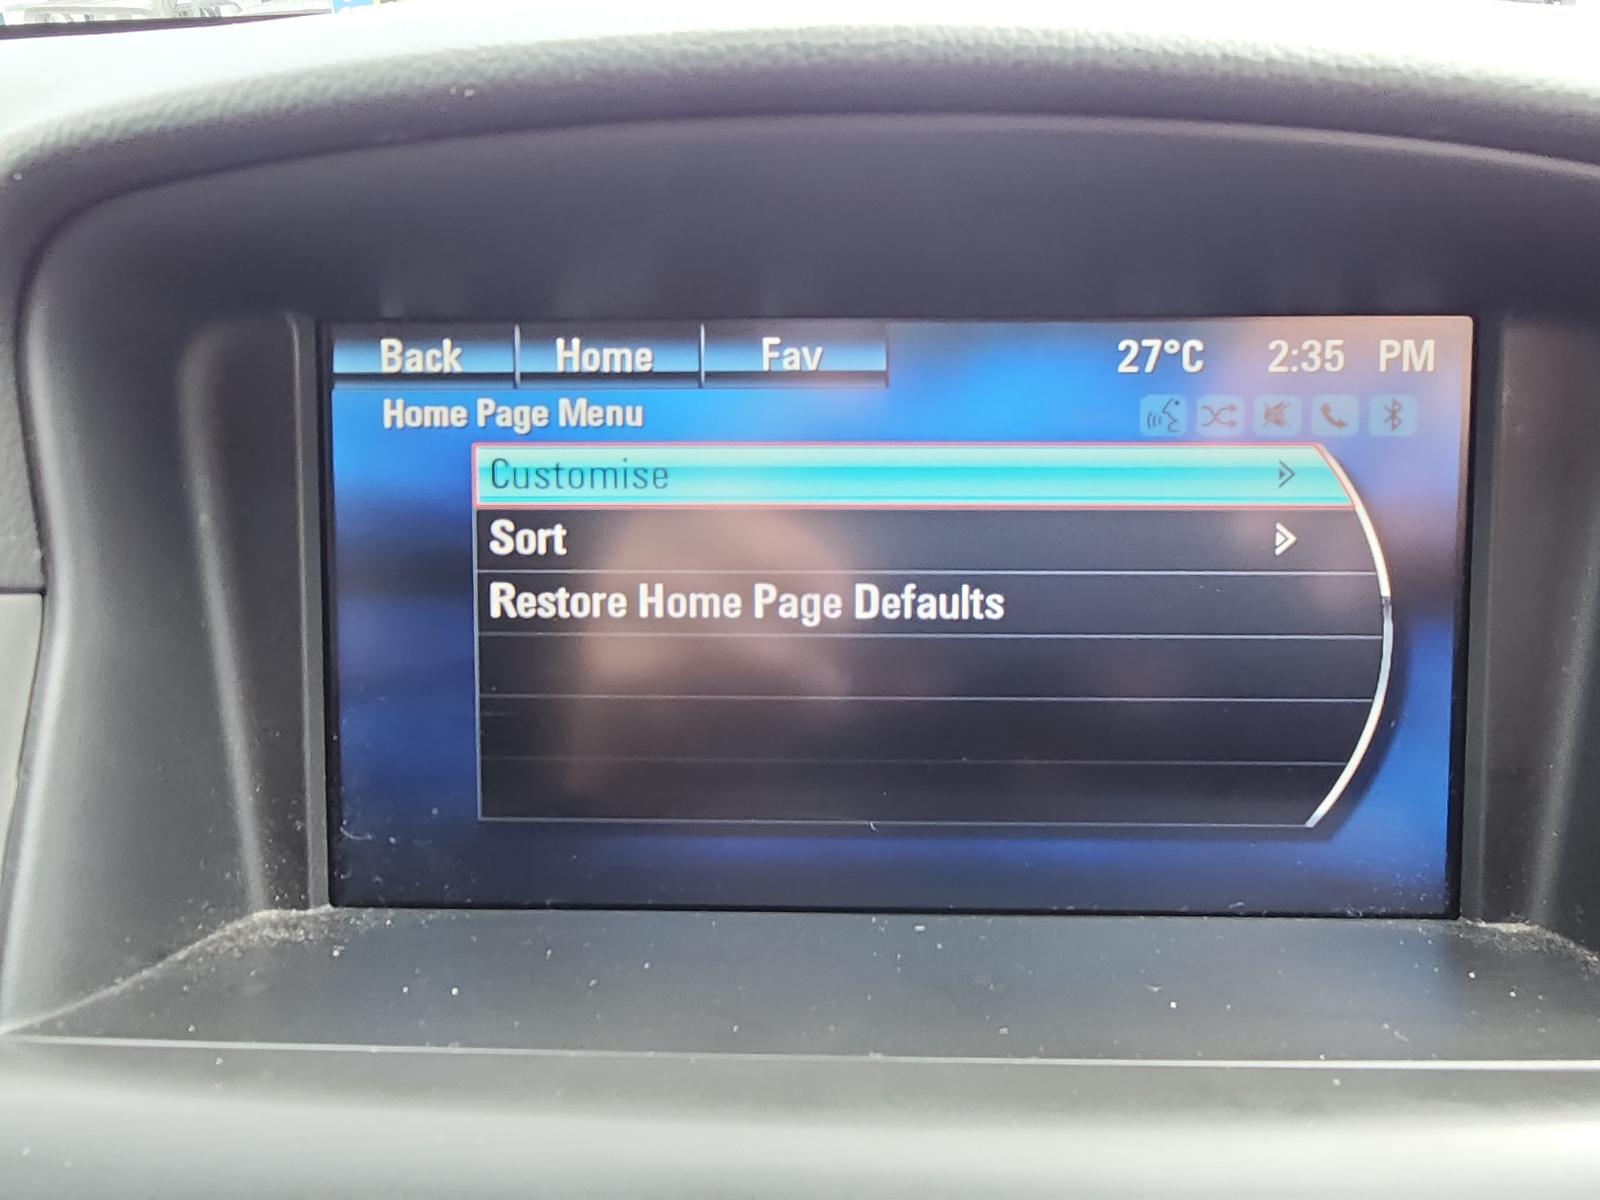 Back Home Fav 27°C 2:35 PM
Home Page Menu
Customise
Sort
Restore Home Page Defaults